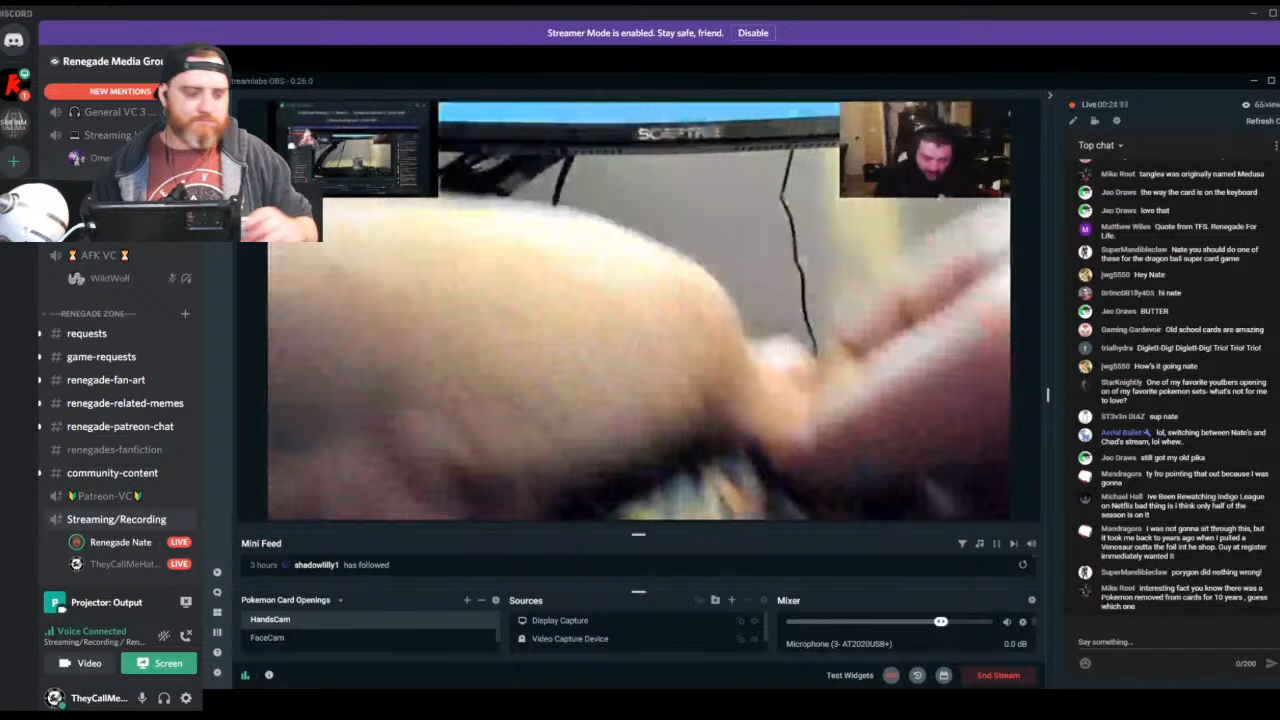 DISCORD
Streamer Mode is enabled. Stay safe, friend.
Disable
Renegade Media Grou
NEW MENTIONS
General VC 3 ...
Streaming V
Ome
AFK VC
WildWolf
----RENEGADE ZONE----
requests
game-requests
renegade-fan-art
renegade-related-memes
renegade-patreon-chat
renegades-fanfiction
community-content
Patreon-VC
Streaming/Recording
Renegade Nate LIVE
TheyCallMeHat... LIVE
Projector: Output
Voice Connected
Streaming/Recording / Ren...
Video
Screen
TheyCallMe...
treamlabs OBS - 0.26.0
SCEPTRE
Mini Feed
3 hours shadowlilly1 has followed
Pokemon Card Openings
HandsCam
FaceCam
Sources
Display Capture
Video Capture Device
Mixer
Microphone (3- AT2020USB+)
0.0 dB
Test Widgets
End Stream
Live
66view
Refresh C
Top chat
Mike Root tanglea was originally named Medusa
Jeo Draws the way the card is on the keyboard
Jeo Draws love that
Matthew Wiles Quote from TFS. Renegade For
Life.
SuperMandibleclaw Nate you should do one of
these for the dragon ball super card game
jwg5550 Hey Nate
Br0nc0li1lly405 hi nate
Jeo Draws BUTTER
Gaming Gardevoir Old school cards are amazing
trialhydra Diglett-Dig! Diglett-Dig! Trio! Trio! Trio!
jwg5550 How's it going nate
StarKnightly One of my favorite youtbers opening
on of my favorite pokemon sets- what's not for me
to love?
ST3v3n DIAZ sup nate
Aerial Ballet lol, switching between Nate's and
Chad's stream, lol whew..
Jeo Draws still got my old pika
Mandragora ty fro pointing that out because I was
gonna
Michael Hall Ive Been Rewatching Indigo League
on Netflix bad thing is i think only half of the
season is on it
Mandragora I was not gonna sit through this, but
it took me back to years ago when I pulled a
Venosaur outta the foil int he shop. Guy at register
immediately wanted it
SuperMandibleclaw porygon did nothing wrong!
Mike Root interesting fact you know there was a
Pokemon removed from cards for 10 years , guess
which one
Say something...
0/200